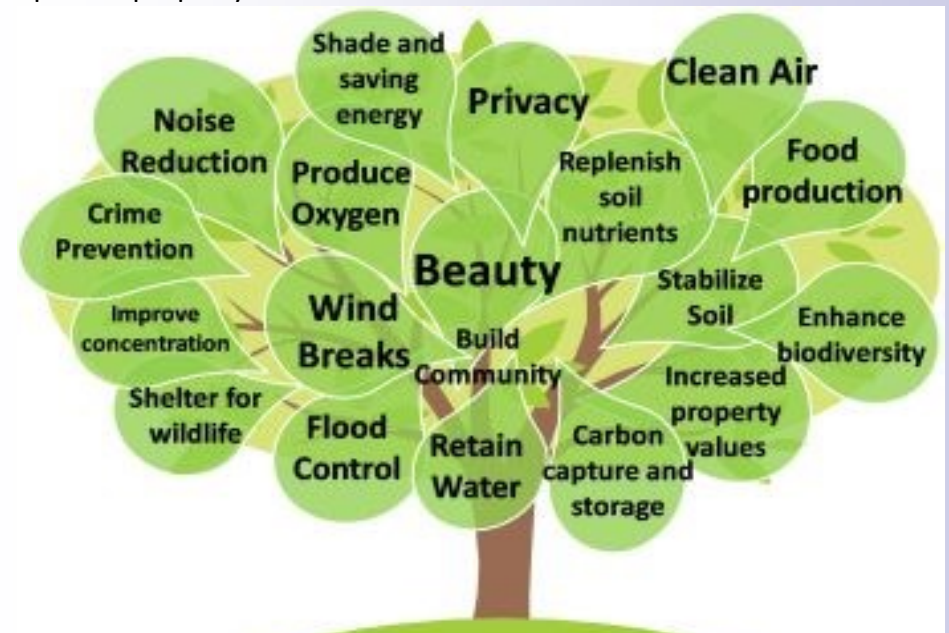 Shade and
saving
energy
Privacy
Clean Air
Noise
Reduction
Produce
Oxygen
Replenish
soil
nutrients
Food
production
Crime
Prevention
Beauty
Stabilize
Soil
Improve
concentration
Wind
Breaks
Build
Community
Enhance
biodiversity
Shelter for
wildlife
Flood
Control
Retain
Water
Carbon
capture and
storage
Increased
property
values